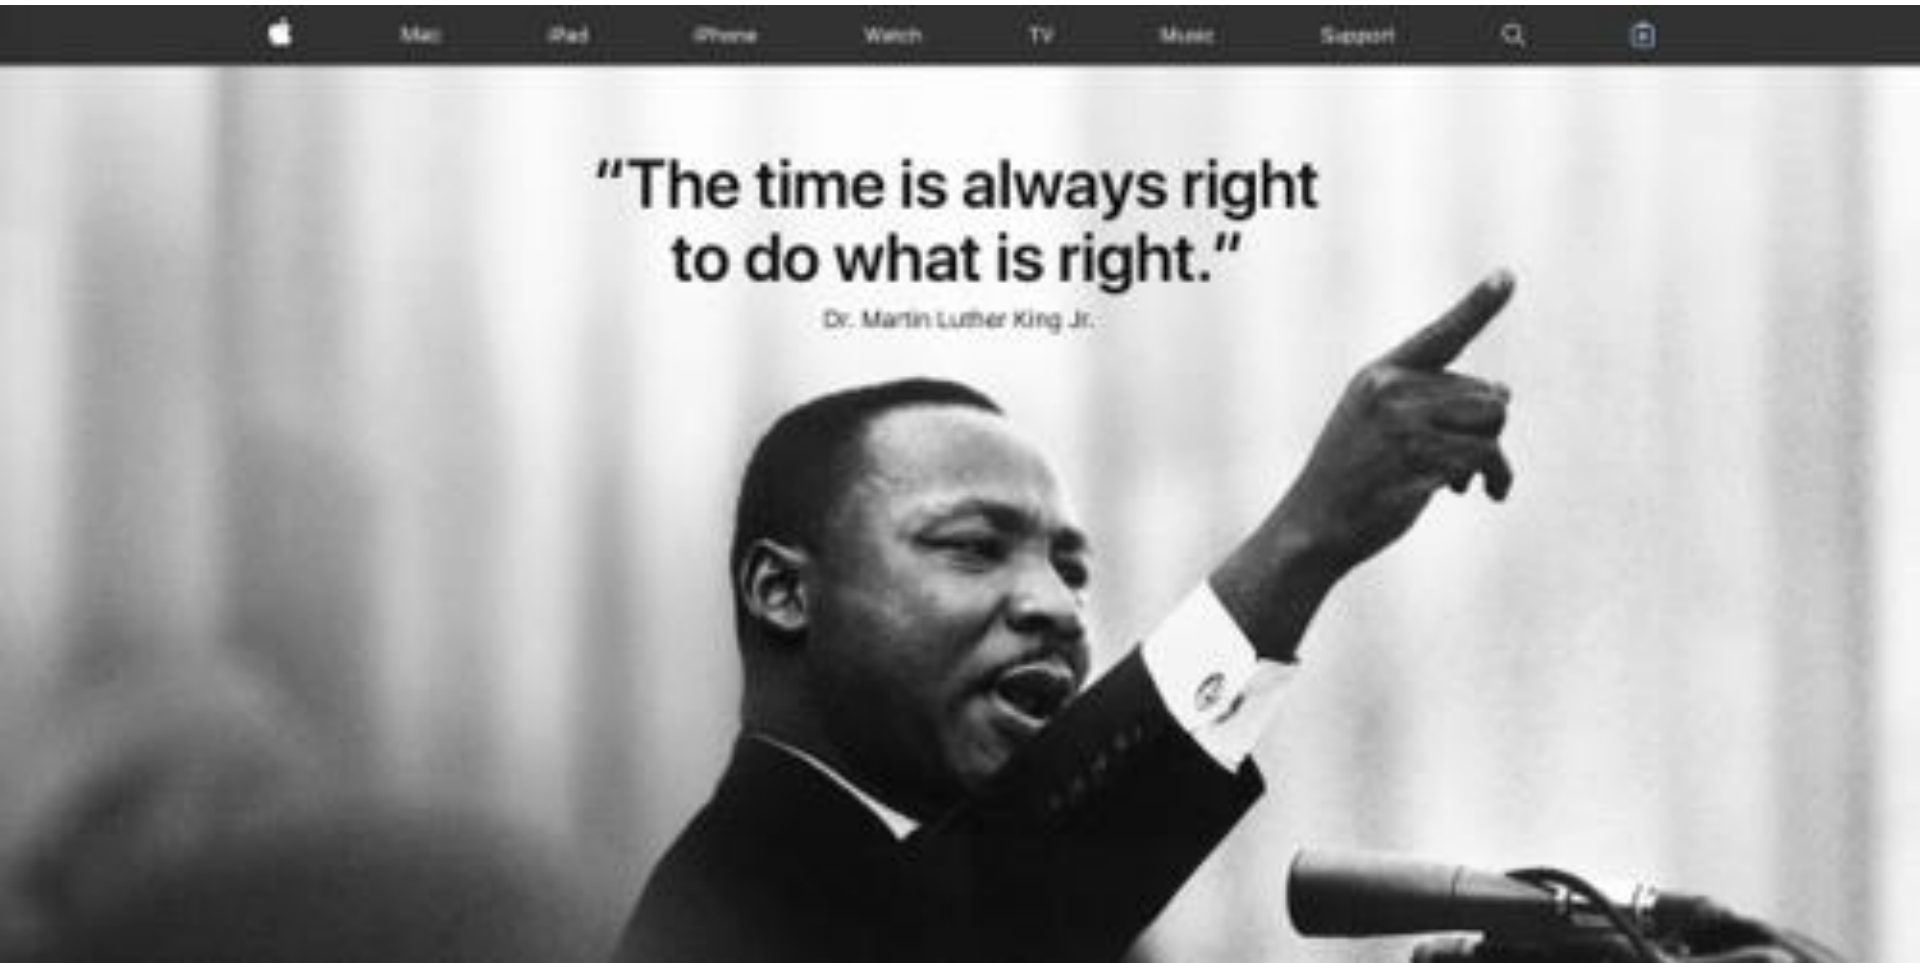 Mac iPad iPhone Watch TV Music Support
“The time is always right
to do what is right.”
Dr. Martin Luther King Jr.